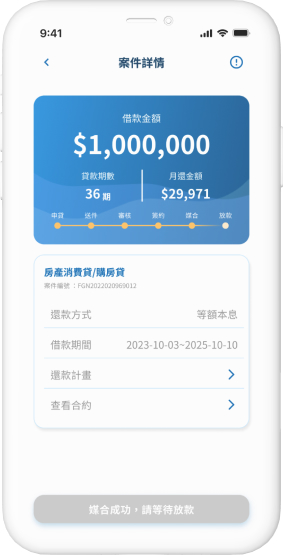 9:41
案件詳情
借款金額
$1,000,000
貸款期數 月還金額
36 期 $29,971
申貸 送件 審核 簽約 媒合 放款
房產消費貸/購房貸
案件編號 ：FGN2022020969012
還款方式 等額本息
借款期間 2023-10-03~2025-10-10
還款計畫
查看合約
媒合成功，請等待放款